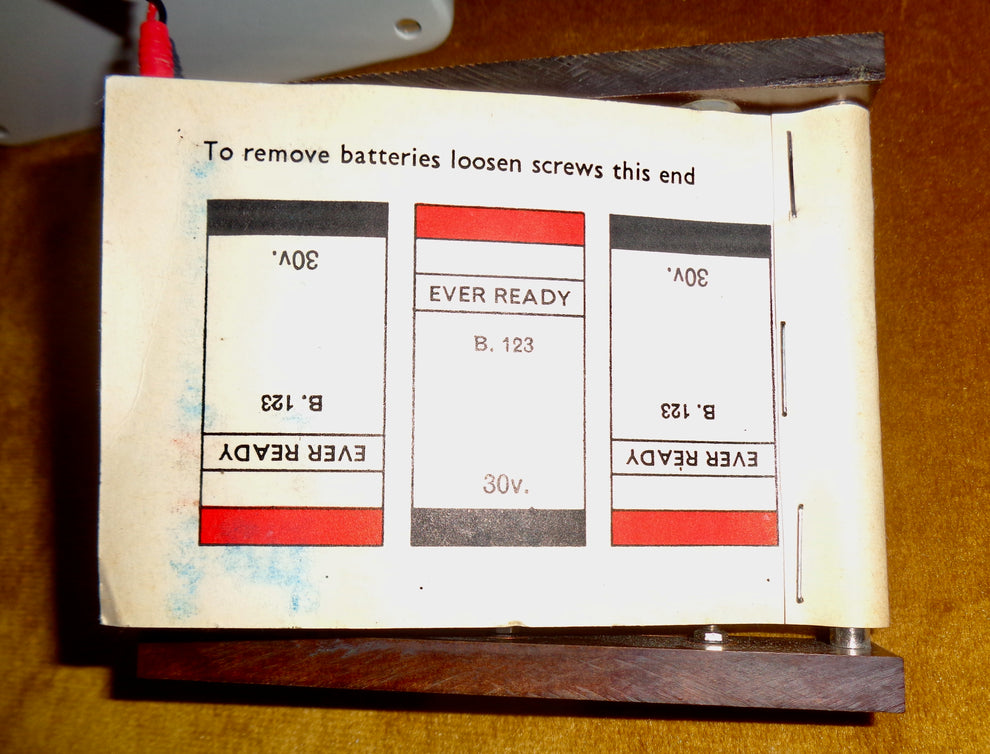 To remove batteries loosen screws this end
30v.
B. 123
EVER READY
EVER READY
B. 123
30v.
30v.
B. 123
EVER READY